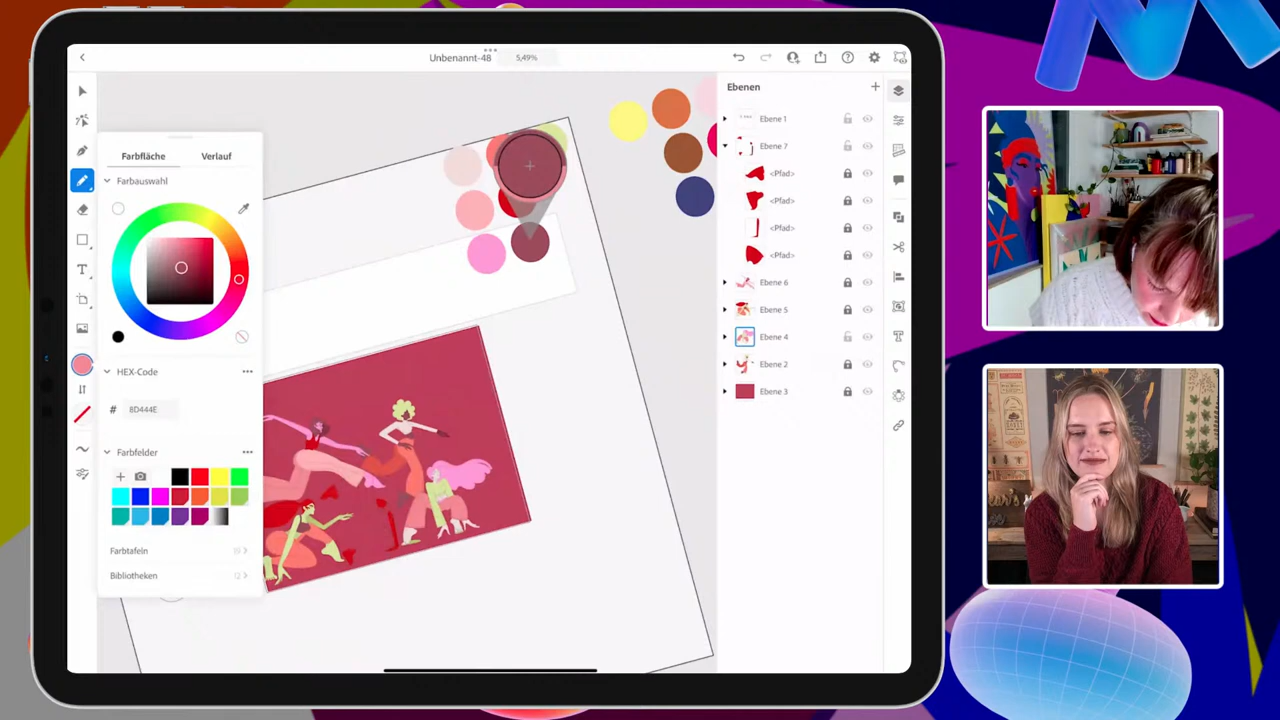 Unbenannt-48
5,49%
Farbfläche
Verlauf
Farbauswahl
HEX-Code
# 8D444E
Farbfelder
Farbtafeln
Bibliotheken
12
Ebenen
Ebene 1
Ebene 7
<Pfad>
<Pfad>
<Pfad>
<Pfad>
Ebene 6
Ebene 5
Ebene 4
Ebene 2
Ebene 3